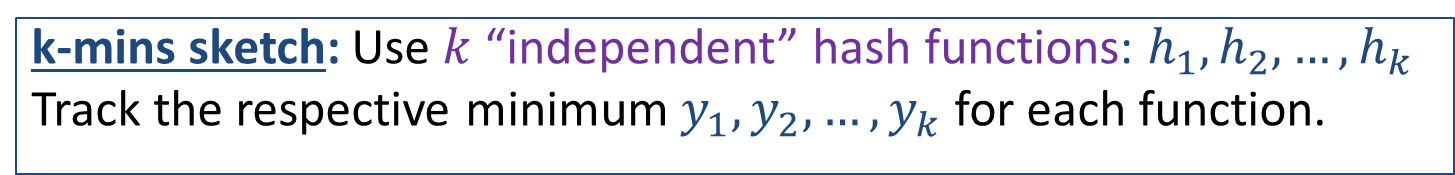 k-mins sketch: Use k “independent” hash functions: h₁, h₂, … , hₖ
Track the respective minimum y₁, y₂, … , yₖ for each function.